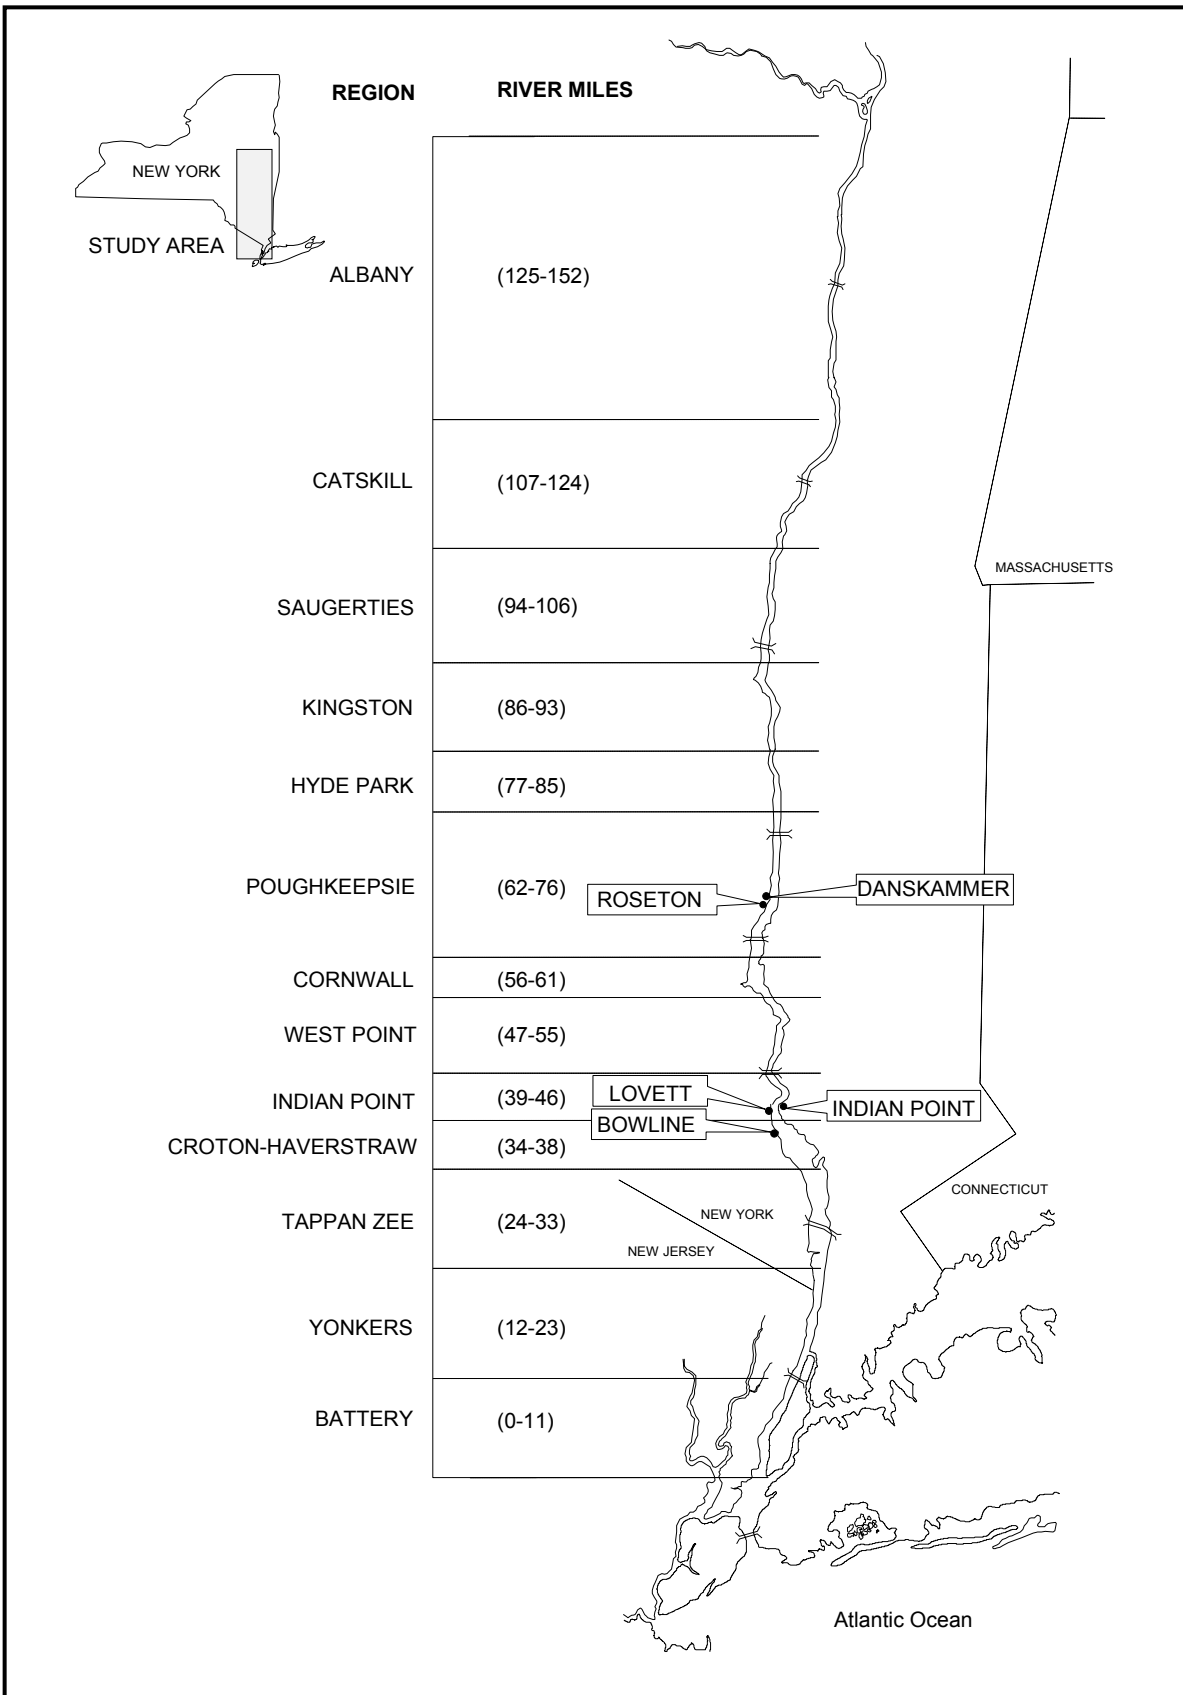 REGION RIVER MILES
NEW YORK
STUDY AREA
ALBANY (125-152)
CATSKILL (107-124)
MASSACHUSETTS
SAUGERTIES (94-106)
KINGSTON (86-93)
HYDE PARK (77-85)
POUGHKEEPSIE (62-76)
ROSETON DANSKAMMER
CORNWALL (56-61)
WEST POINT (47-55)
INDIAN POINT (39-46) LOVETT INDIAN POINT
BOWLINE
CROTON-HAVERSTRAW (34-38)
CONNECTICUT
TAPPAN ZEE (24-33) NEW YORK
NEW JERSEY
YONKERS (12-23)
BATTERY (0-11)
Atlantic Ocean